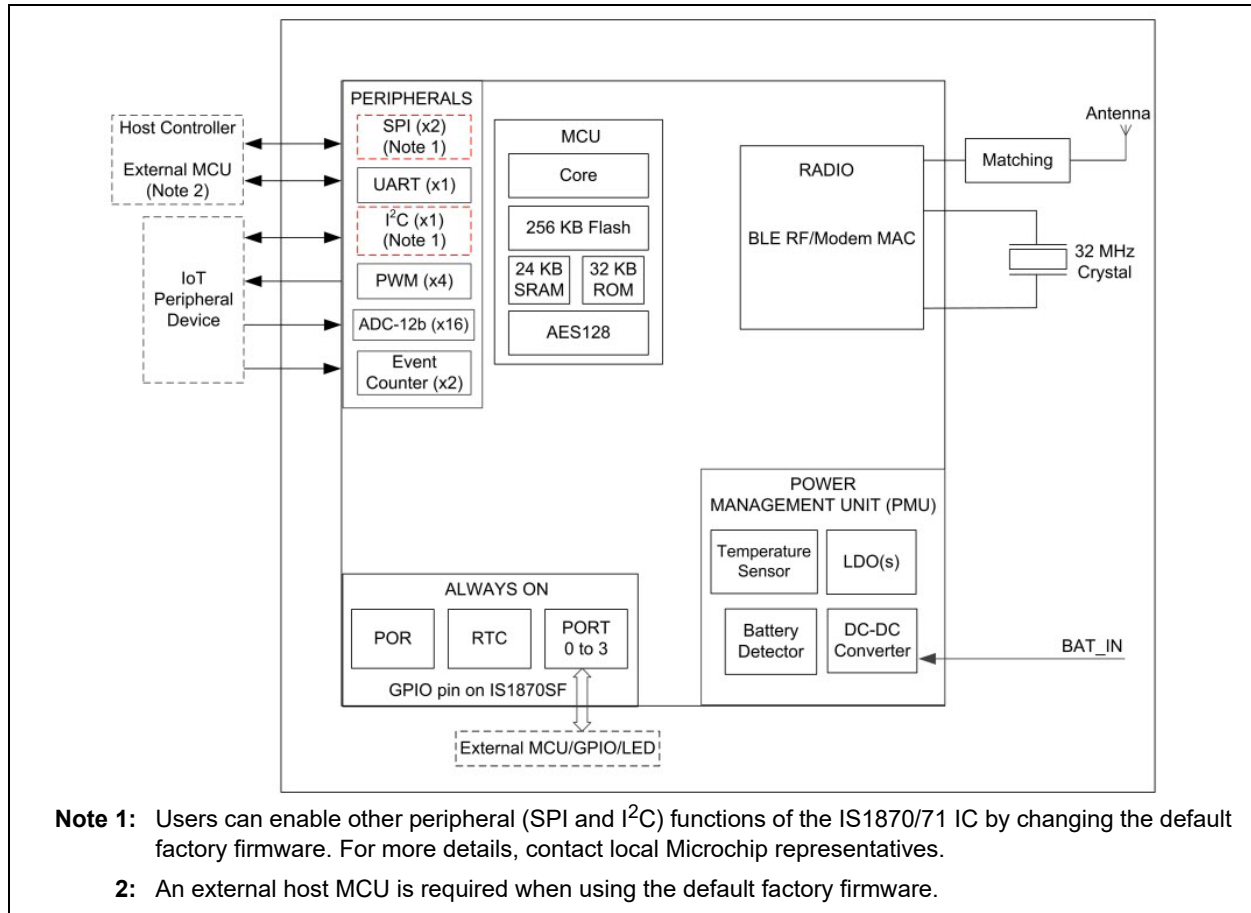 PERIPHERALS
SPI (x2)
(Note 1)
UART (x1)
I²C (x1)
(Note 1)
PWM (x4)
ADC-12b (x16)
Event
Counter (x2)
Host Controller
External MCU
(Note 2)
IoT
Peripheral
Device
MCU
Core
256 KB Flash
24 KB
SRAM
32 KB
ROM
AES128
RADIO
BLE RF/Modem MAC
Matching
Antenna
32 MHz
Crystal
POWER
MANAGEMENT UNIT (PMU)
Temperature
Sensor
LDO(s)
Battery
Detector
DC-DC
Converter
BAT_IN
ALWAYS ON
POR
RTC
PORT
0 to 3
GPIO pin on IS1870SF
External MCU/GPIO/LED
Note 1: Users can enable other peripheral (SPI and I²C) functions of the IS1870/71 IC by changing the default
factory firmware. For more details, contact local Microchip representatives.
2: An external host MCU is required when using the default factory firmware.